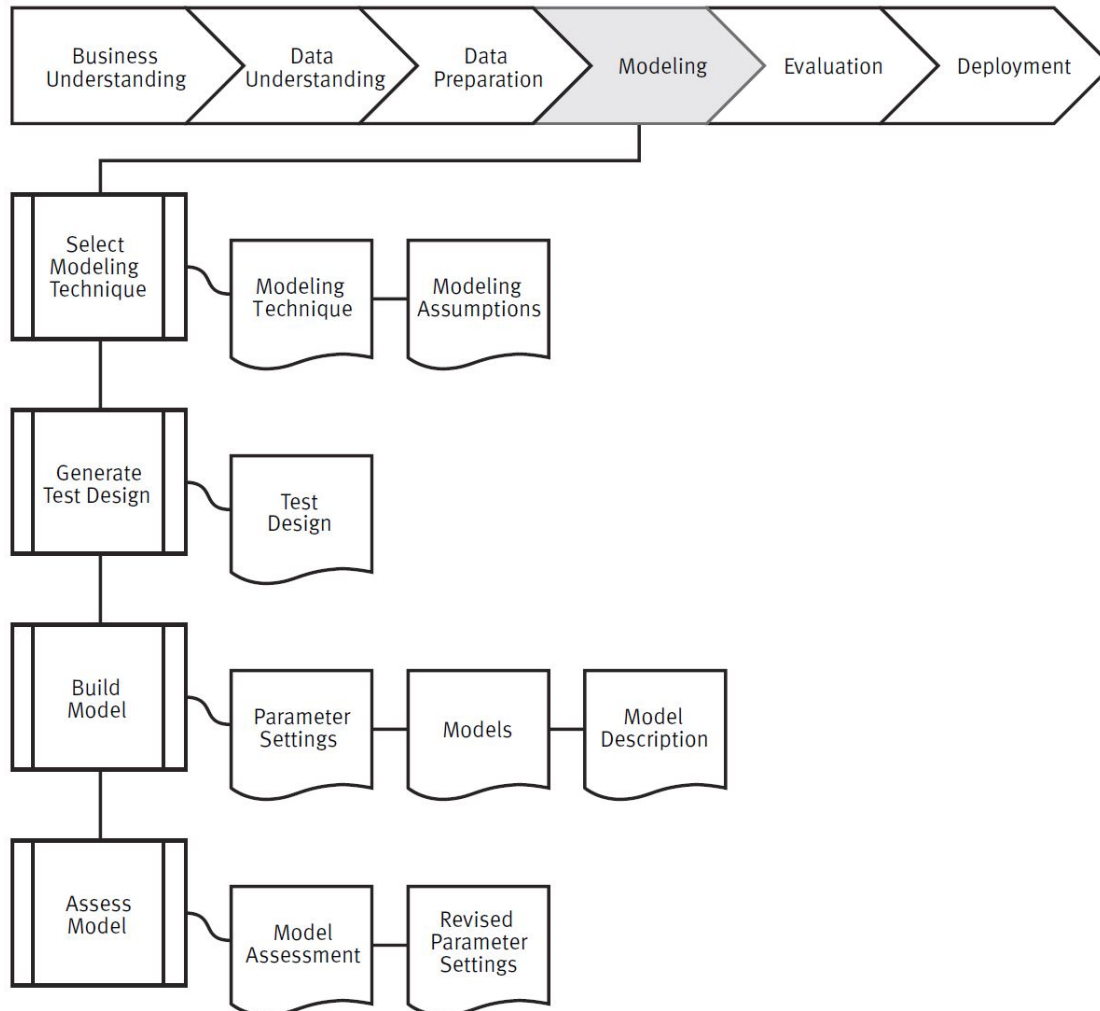 Business
Understanding
Data
Understanding
Data
Preparation
Modeling
Evaluation
Deployment
Select
Modeling
Technique
Modeling
Technique
Modeling
Assumptions
Generate
Test Design
Test
Design
Build
Model
Parameter
Settings
Models
Model
Description
Assess
Model
Model
Assessment
Revised
Parameter
Settings